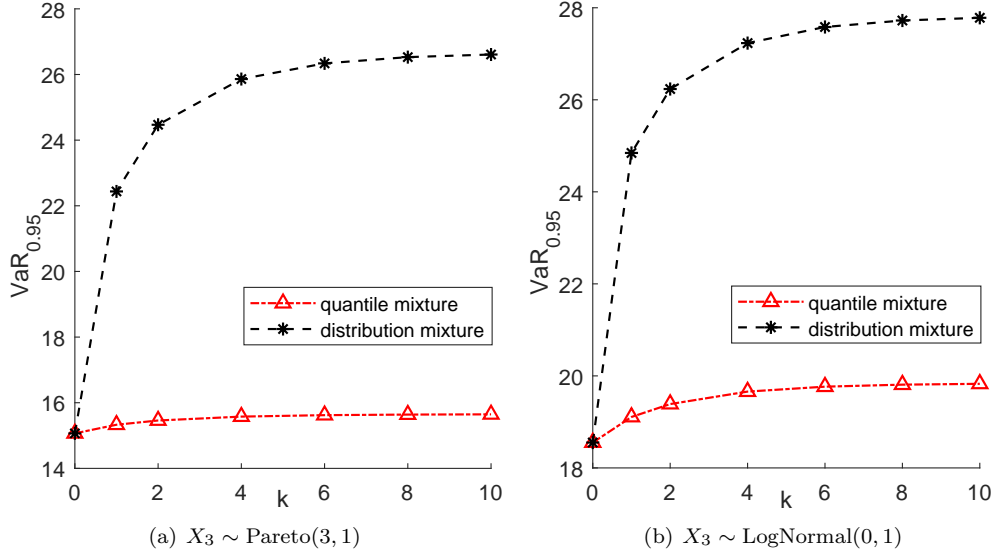 28
26
24
22
20
18
16
14
VaR0.95
0 2 4 6 8 10
k
quantile mixture
distribution mixture
(a) X3 ∼ Pareto(3, 1)
28
26
24
22
20
18
VaR0.95
0 2 4 6 8 10
k
quantile mixture
distribution mixture
(b) X3 ∼ LogNormal(0, 1)